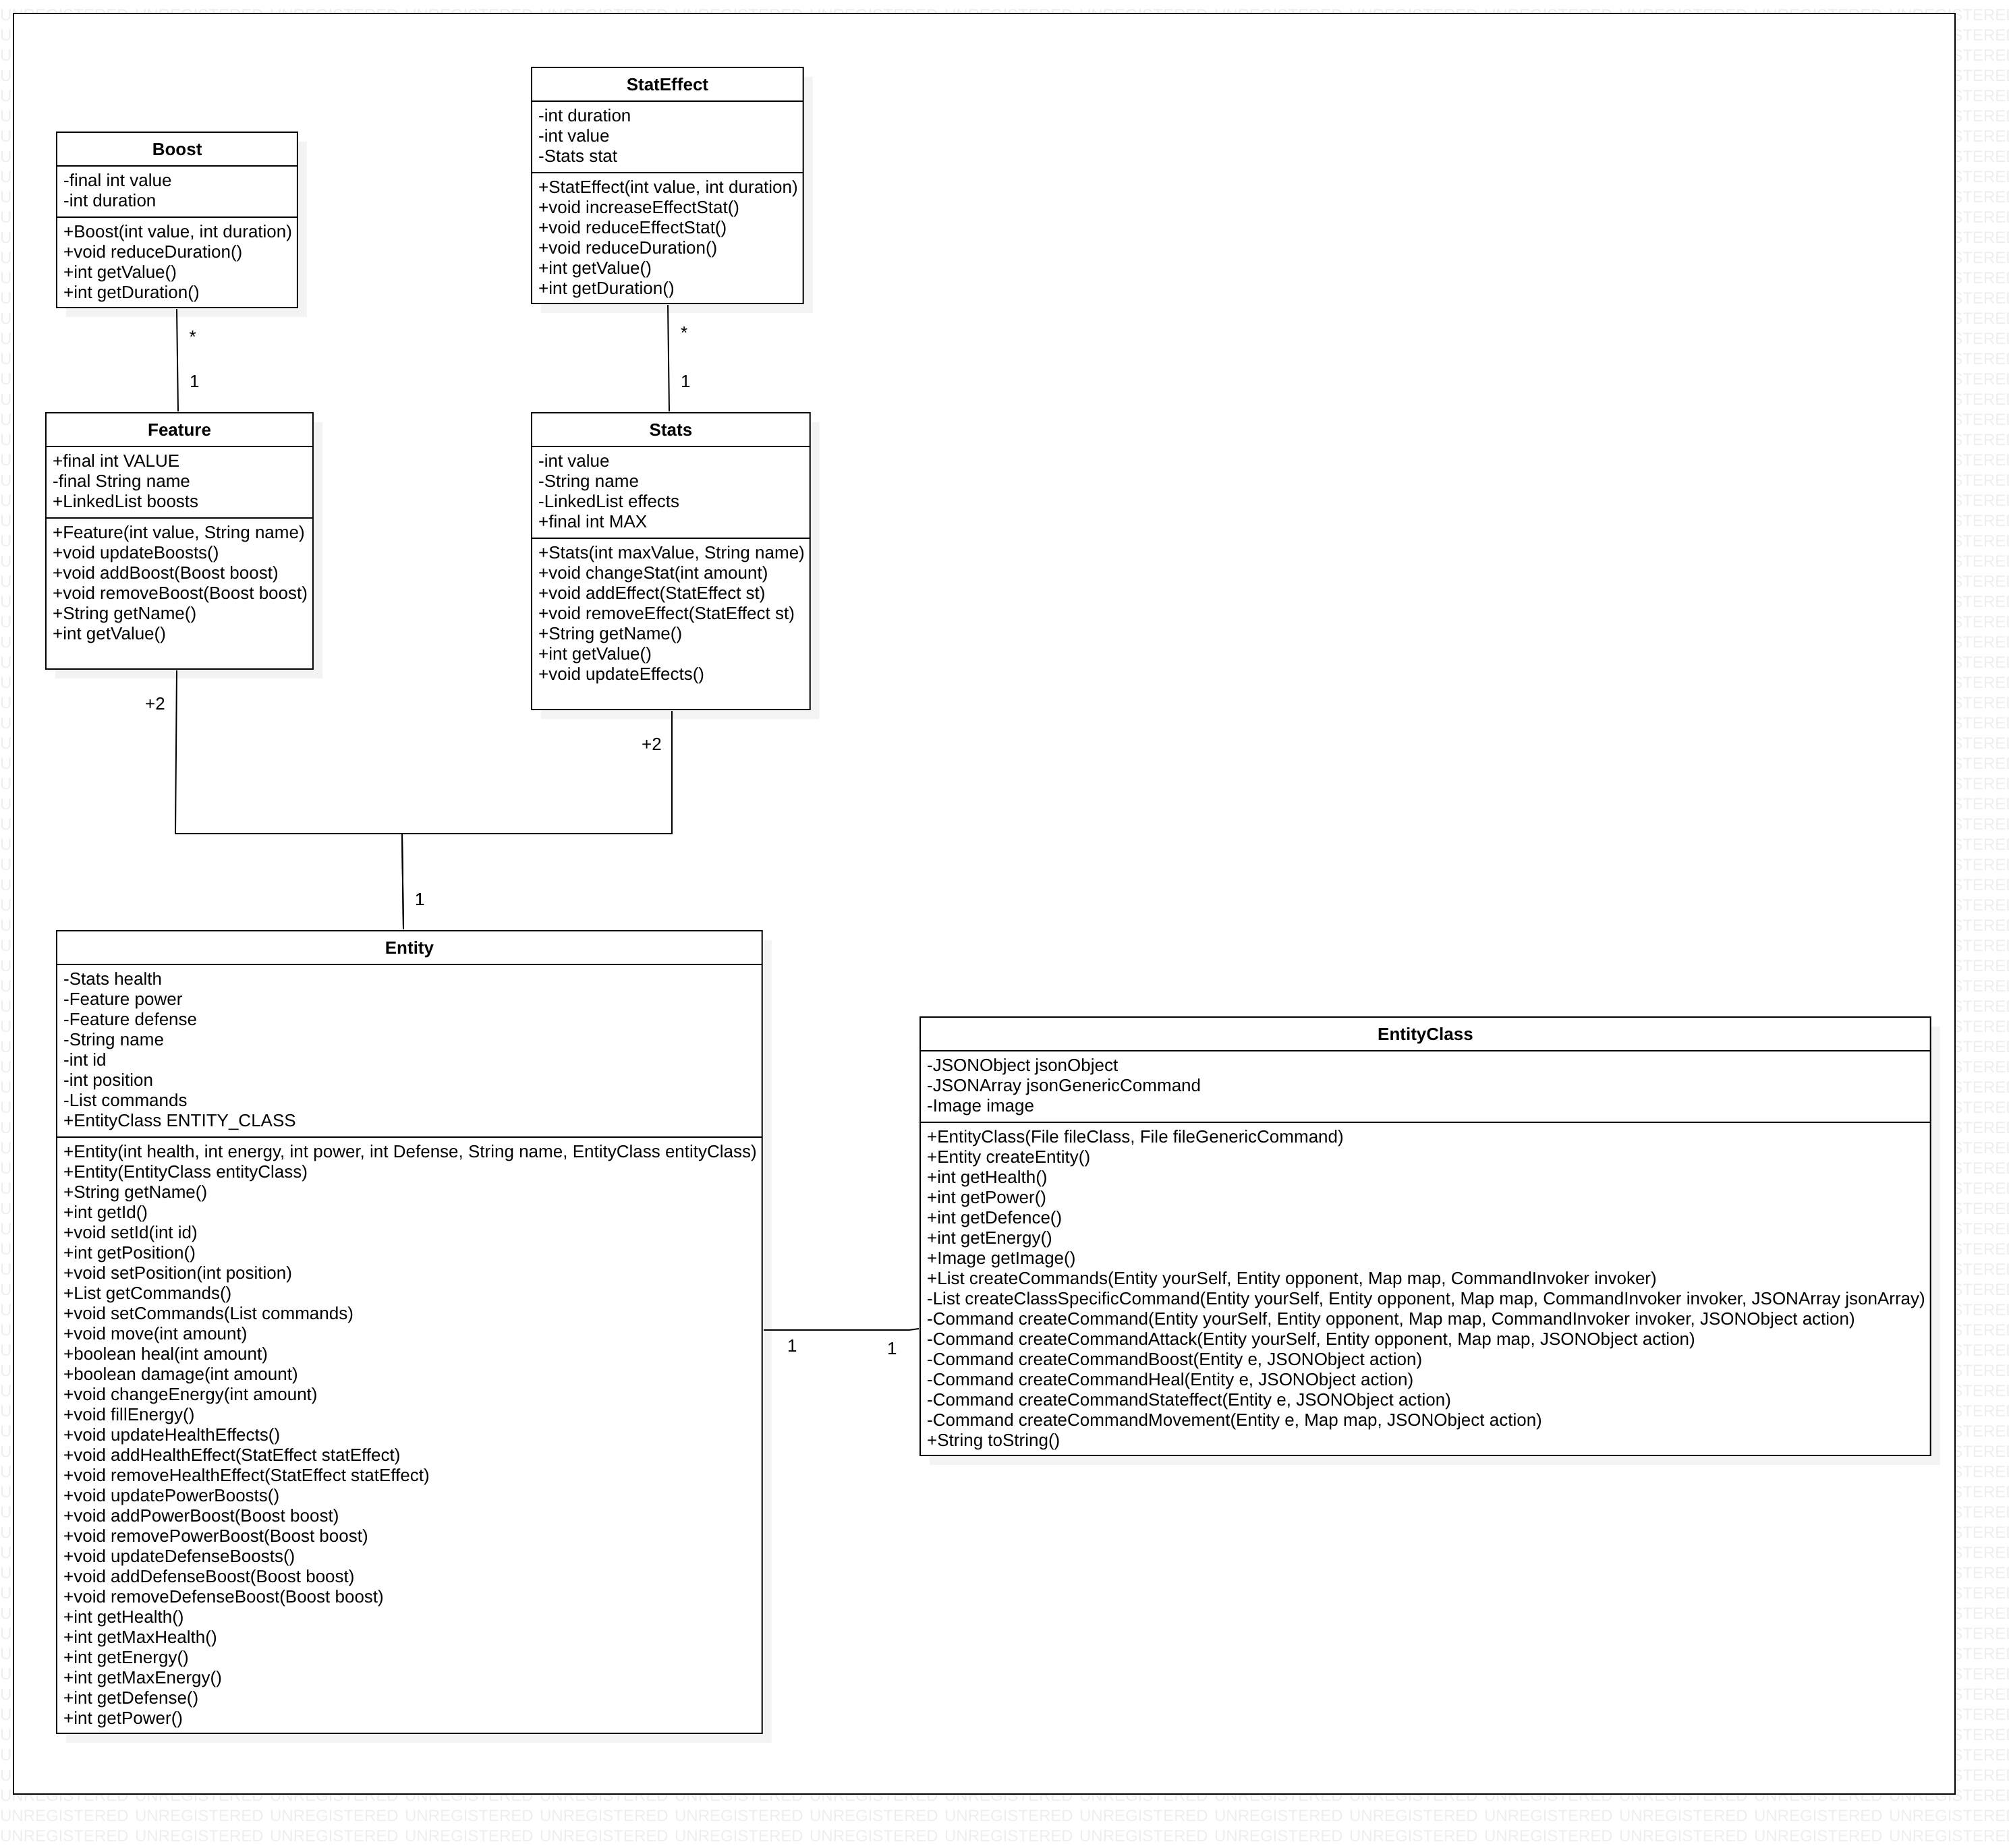 StatEffect
-int duration
-int value
-Stats stat
+StatEffect(int value, int duration)
+void increaseEffectStat()
+void reduceEffectStat()
+void reduceDuration()
+int getValue()
+int getDuration()
Boost
-final int value
-int duration
+Boost(int value, int duration)
+void reduceDuration()
+int getValue()
+int getDuration()
*
1
*
1
Feature
+final int VALUE
-final String name
+LinkedList boosts
+Feature(int value, String name)
+void updateBoosts()
+void addBoost(Boost boost)
+void removeBoost(Boost boost)
+String getName()
+int getValue()
Stats
-int value
-String name
-LinkedList effects
+final int MAX
+Stats(int maxValue, String name)
+void changeStat(int amount)
+void addEffect(StatEffect st)
+void removeEffect(StatEffect st)
+String getName()
+int getValue()
+void updateEffects()
+2
+2
1
Entity
-Stats health
-Feature power
-Feature defense
-String name
-int id
-int position
-List commands
+EntityClass ENTITY_CLASS
+Entity(int health, int energy, int power, int Defense, String name, EntityClass entityClass)
+Entity(EntityClass entityClass)
+String getName()
+int getId()
+void setId(int id)
+int getPosition()
+void setPosition(int position)
+List getCommands()
+void setCommands(List commands)
+void move(int amount)
+boolean heal(int amount)
+boolean damage(int amount)
+void changeEnergy(int amount)
+void fillEnergy()
+void updateHealthEffects()
+void addHealthEffect(StatEffect statEffect)
+void removeHealthEffect(StatEffect statEffect)
+void updatePowerBoosts()
+void addPowerBoost(Boost boost)
+void removePowerBoost(Boost boost)
+void updateDefenseBoosts()
+void addDefenseBoost(Boost boost)
+void removeDefenseBoost(Boost boost)
+int getHealth()
+int getMaxHealth()
+int getEnergy()
+int getMaxEnergy()
+int getDefense()
+int getPower()
1
1
EntityClass
-JSONObject jsonObject
-JSONArray jsonGenericCommand
-Image image
+EntityClass(File fileClass, File fileGenericCommand)
+Entity createEntity()
+int getHealth()
+int getPower()
+int getDefence()
+int getEnergy()
+Image getImage()
+List createCommands(Entity yourSelf, Entity opponent, Map map, CommandInvoker invoker)
-List createClassSpecificCommand(Entity yourSelf, Entity opponent, Map map, CommandInvoker invoker, JSONArray jsonArray)
-Command createCommand(Entity yourSelf, Entity opponent, Map map, CommandInvoker invoker, JSONObject action)
-Command createCommandAttack(Entity yourSelf, Entity opponent, Map map, JSONObject action)
-Command createCommandBoost(Entity e, JSONObject action)
-Command createCommandHeal(Entity e, JSONObject action)
-Command createCommandStateffect(Entity e, JSONObject action)
-Command createCommandMovement(Entity e, Map map, JSONObject action)
+String toString()
UNREGISTERED UNREGISTERED UNREGISTERED UNREGISTERED UNREGISTERED UNREGISTERED UNREGISTERED UNREGISTERED UNREGISTERED UNREGISTERED UNREGISTERED UNREGISTERED UNREGISTERED UNREGISTERED UNREGISTERED
UNREGISTERED UNREGISTERED UNREGISTERED UNREGISTERED UNREGISTERED UNREGISTERED UNREGISTERED UNREGISTERED UNREGISTERED UNREGISTERED UNREGISTERED UNREGISTERED UNREGISTERED UNREGISTERED UNREGISTERED